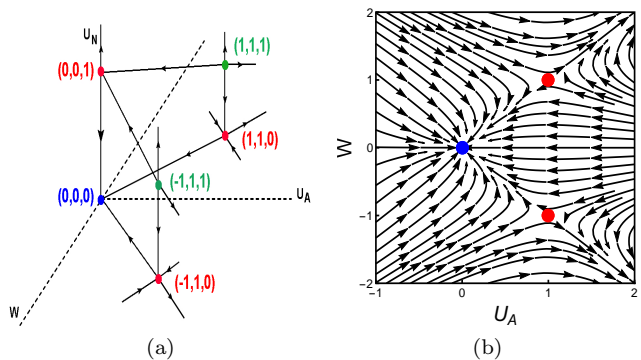 U_N
(0,0,1)
(1,1,1)
(1,1,0)
(-1,1,1)
(0,0,0)
U_A
W
(-1,1,0)
(a)
2
1
0
-1
-2
W
-1
0
1
2
U_A
(b)